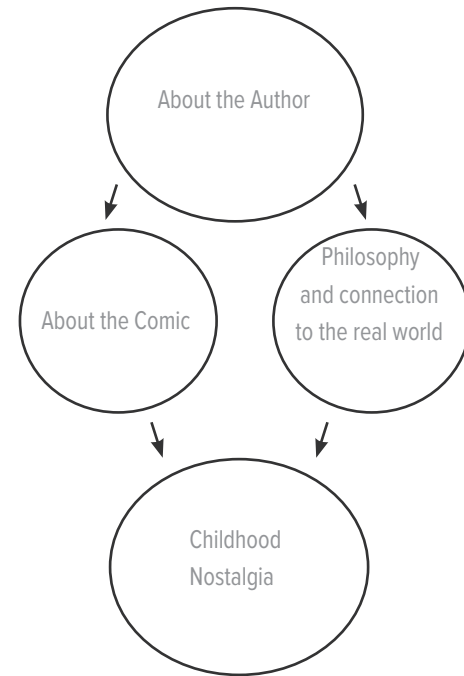 About the Author
About the Comic
Philosophy
and connection
to the real world
Childhood
Nostalgia